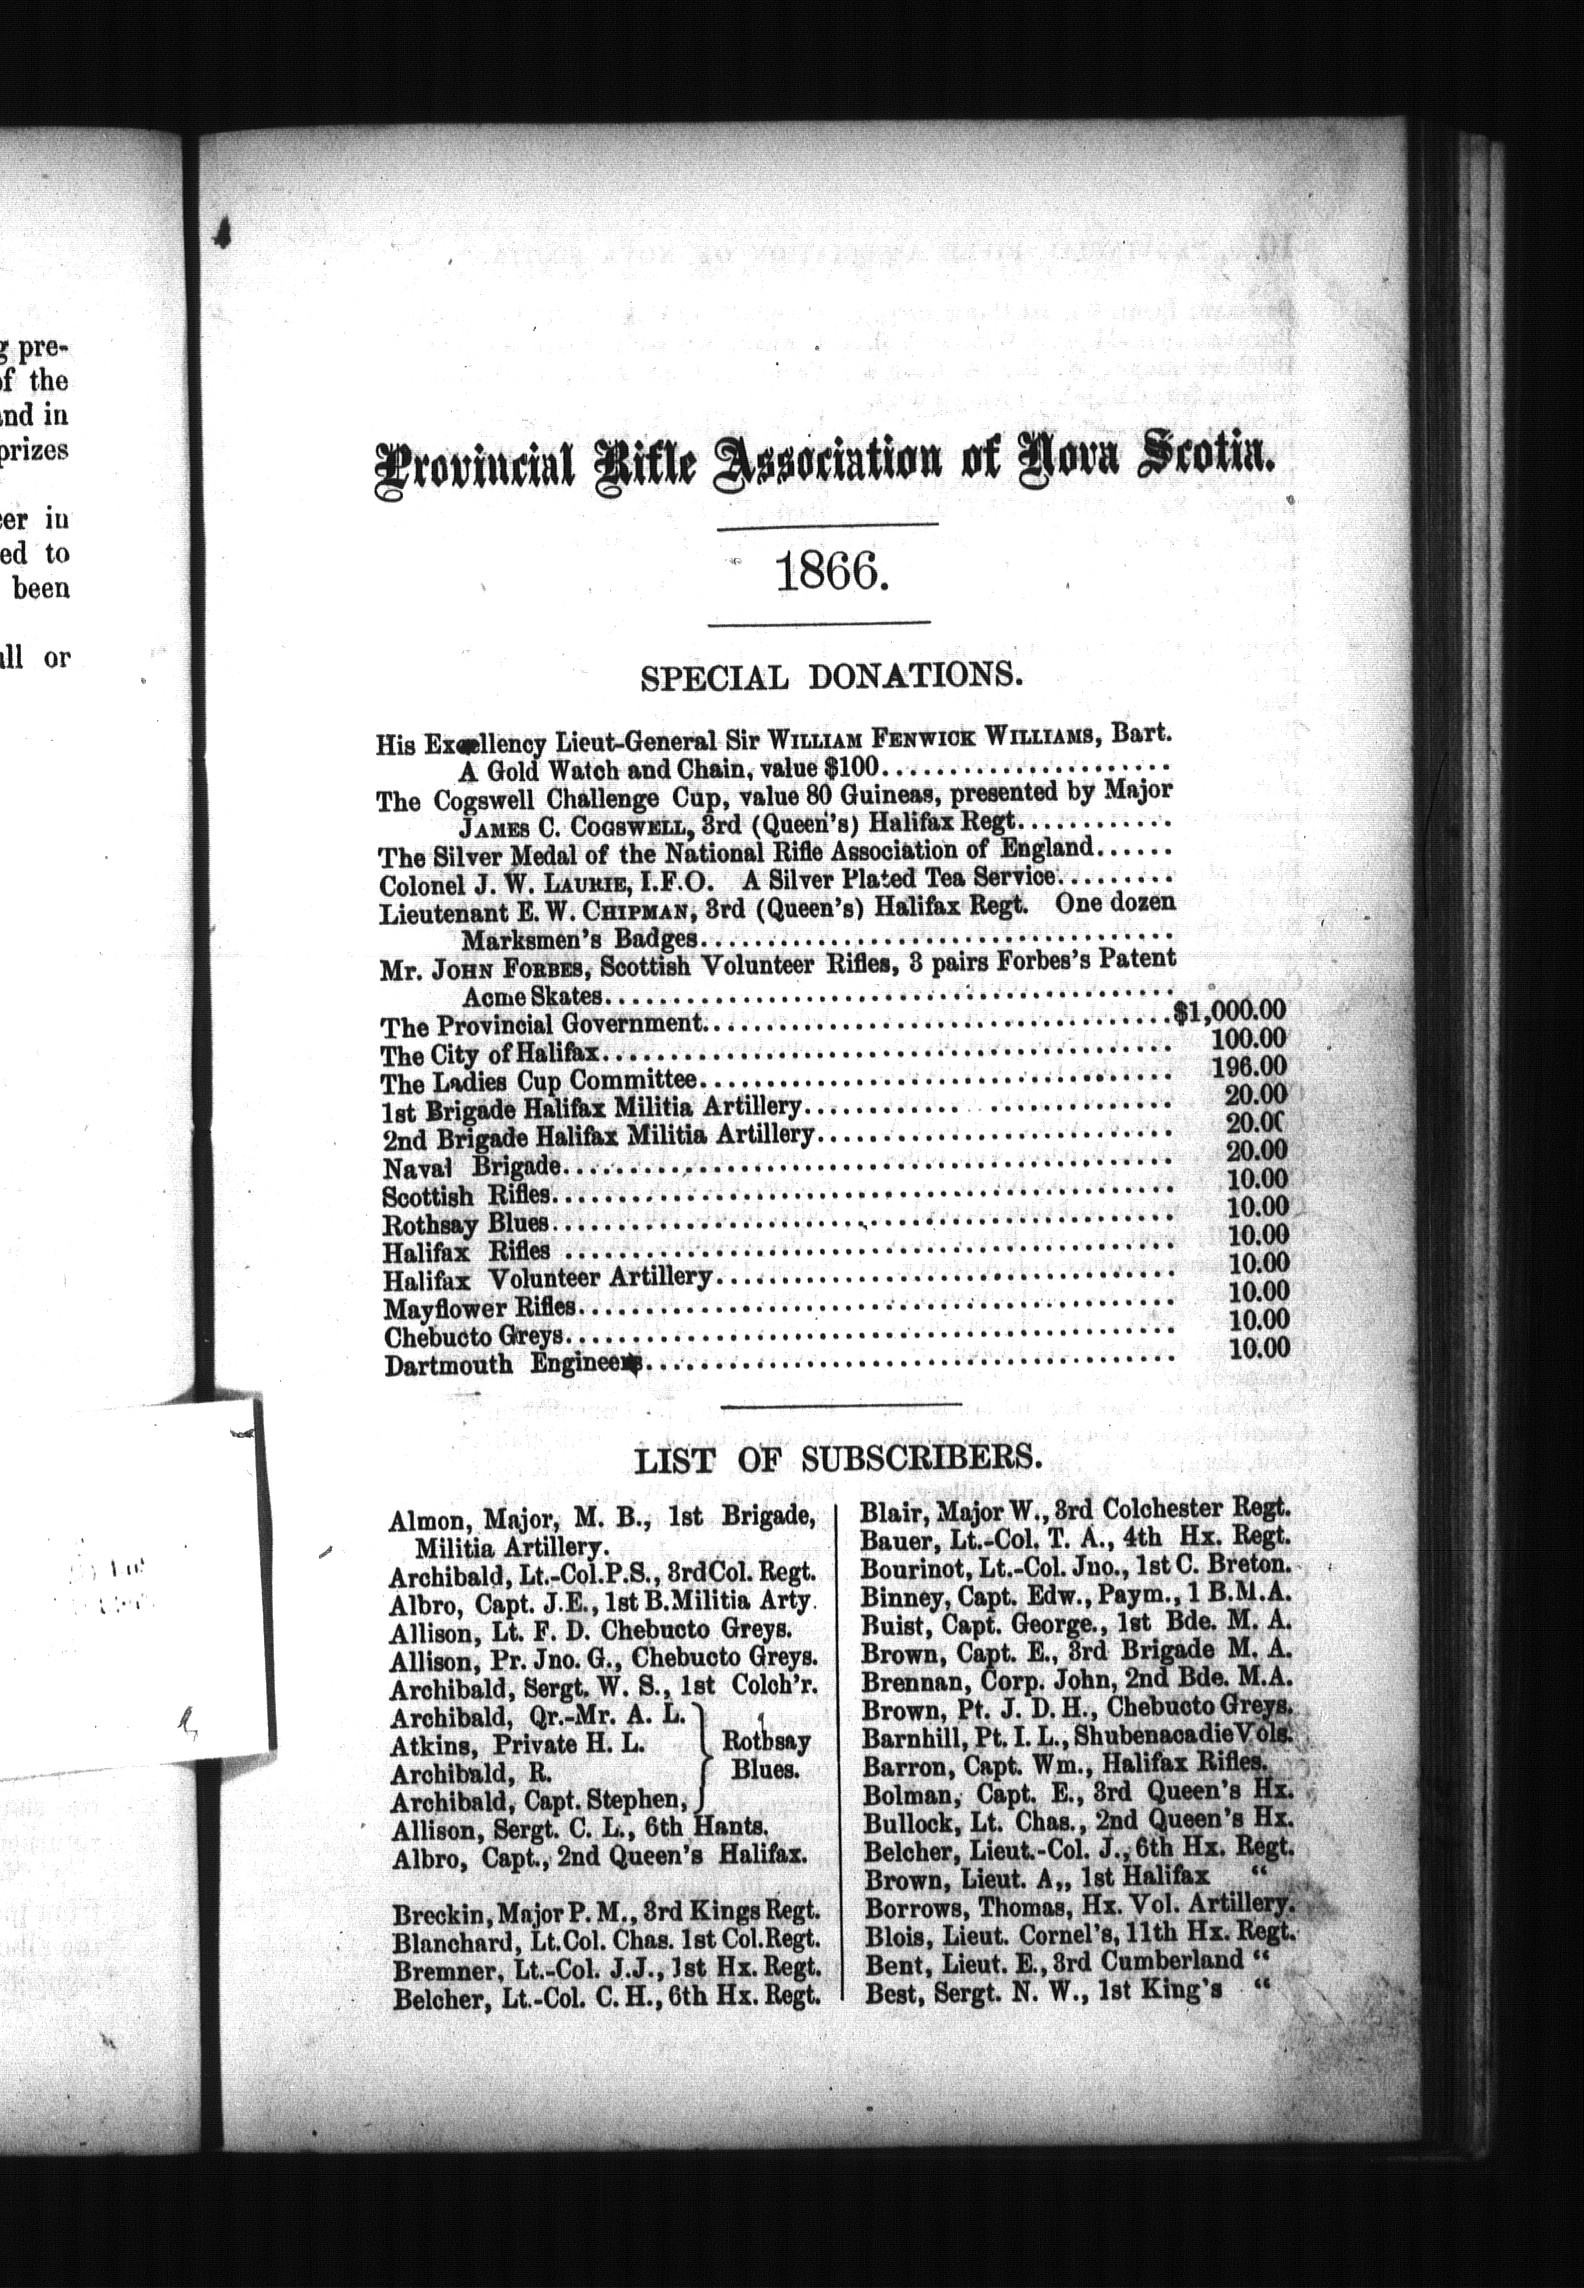 g pre-
of the
and in
prizes
er in
ed to
been
all or
Provincial Rifle Association of Nova Scotia.
1866.
SPECIAL DONATIONS.
His Excellency Lieut-General Sir WILLIAM FENWICK WILLIAMS, Bart.
A Gold Watch and Chain, value $100......................
The Cogswell Challenge Cup, value 80 Guineas, presented by Major
JAMES C. COGSWELL, 3rd (Queen's) Halifax Regt............
The Silver Medal of the National Rifle Association of England......
Colonel J. W. LAURIE, I.F.O. A Silver Plated Tea Service.........
Lieutenant E. W. CHIPMAN, 3rd (Queen's) Halifax Regt. One dozen
Marksmen's Badges...................................
Mr. JOHN FORBES, Scottish Volunteer Rifles, 3 pairs Forbes's Patent
Acme Skates..........................................
The Provincial Government...................................$1,000.00
The City of Halifax.......................................... 100.00
The Ladies Cup Committee................................... 196.00
1st Brigade Halifax Militia Artillery.......................... 20.00
2nd Brigade Halifax Militia Artillery.......................... 20.00
Naval Brigade............................................. 20.00
Scottish Rifles.............................................. 10.00
Rothsay Blues.............................................. 10.00
Halifax Rifles ............................................. 10.00
Halifax Volunteer Artillery.................................. 10.00
Mayflower Rifles............................................ 10.00
Chebucto Greys............................................. 10.00
Dartmouth Engineers....................................... 10.00
LIST OF SUBSCRIBERS.
Almon, Major, M. B., 1st Brigade,
Militia Artillery.
Archibald, Lt.-Col.P.S., 3rdCol. Regt.
Albro, Capt. J.E., 1st B.Militia Arty.
Allison, Lt. F. D. Chebucto Greys.
Allison, Pr. Jno. G., Chebucto Greys.
Archibald, Sergt. W. S., 1st Colch'r.
Archibald, Qr.-Mr. A. L.
Atkins, Private H. L. Rothsay
Archibald, R. Blues.
Archibald, Capt. Stephen,
Allison, Sergt. C. L., 6th Hants.
Albro, Capt., 2nd Queen's Halifax.
Breckin, Major P. M., 3rd Kings Regt.
Blanchard, Lt.Col. Chas. 1st Col.Regt.
Bremner, Lt.-Col. J.J., 1st Hx. Regt.
Belcher, Lt.-Col. C. H., 6th Hx. Regt.
Blair, Major W., 3rd Colchester Regt.
Bauer, Lt.-Col. T. A., 4th Hx. Regt.
Bourinot, Lt.-Col. Jno., 1st C. Breton.
Binney, Capt. Edw., Paym., 1 B.M.A.
Buist, Capt. George., 1st Bde. M. A.
Brown, Capt. E., 3rd Brigade M. A.
Brennan, Corp. John, 2nd Bde. M.A.
Brown, Pt. J. D. H., Chebucto Greys.
Barnhill, Pt. I. L., Shubenacadie Vols.
Barron, Capt. Wm., Halifax Rifles.
Bolman, Capt. E., 3rd Queen's Hx.
Bullock, Lt. Chas., 2nd Queen's Hx.
Belcher, Lieut.-Col. J., 6th Hx. Regt.
Brown, Lieut. A,, 1st Halifax "
Borrows, Thomas, Hx. Vol. Artillery.
Blois, Lieut. Cornel's, 11th Hx. Regt.
Bent, Lieut. E., 3rd Cumberland "
Best, Sergt. N. W., 1st King's "